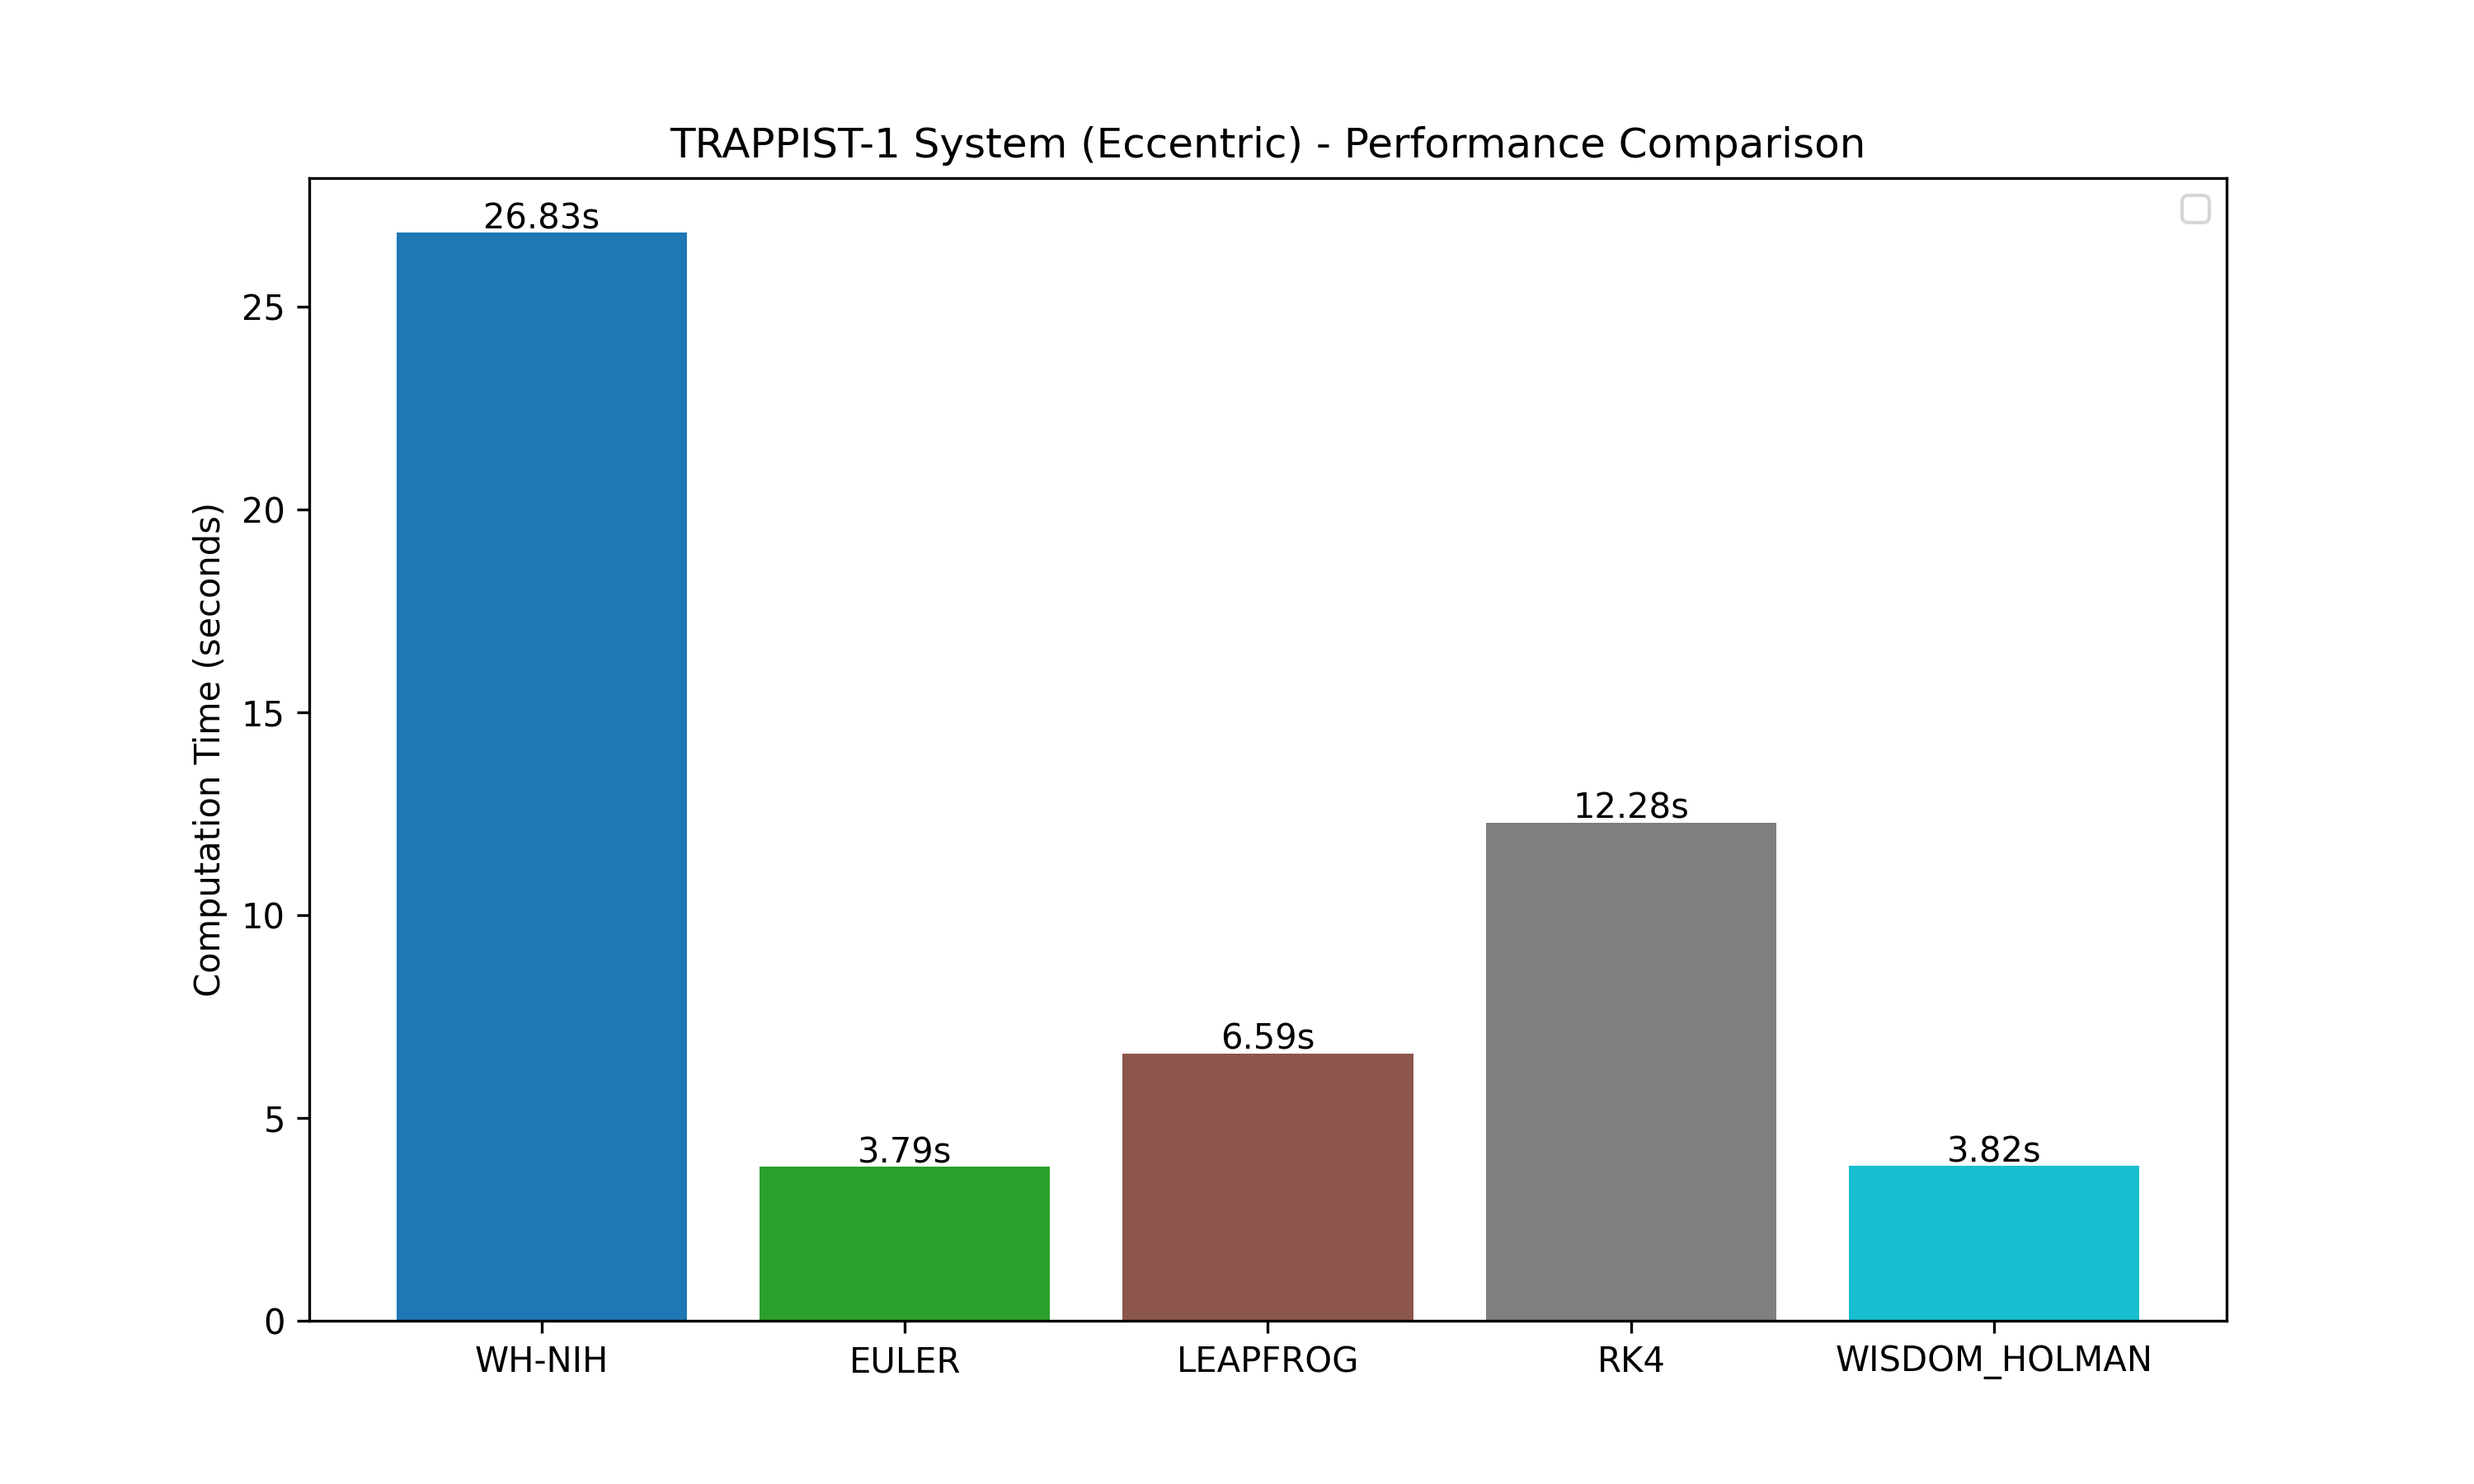 TRAPPIST-1 System (Eccentric) - Performance Comparison
Computation Time (seconds)
25
20
15
10
5
0
26.83s
3.79s
6.59s
12.28s
3.82s
WH-NIH
EULER
LEAPFROG
RK4
WISDOM_HOLMAN